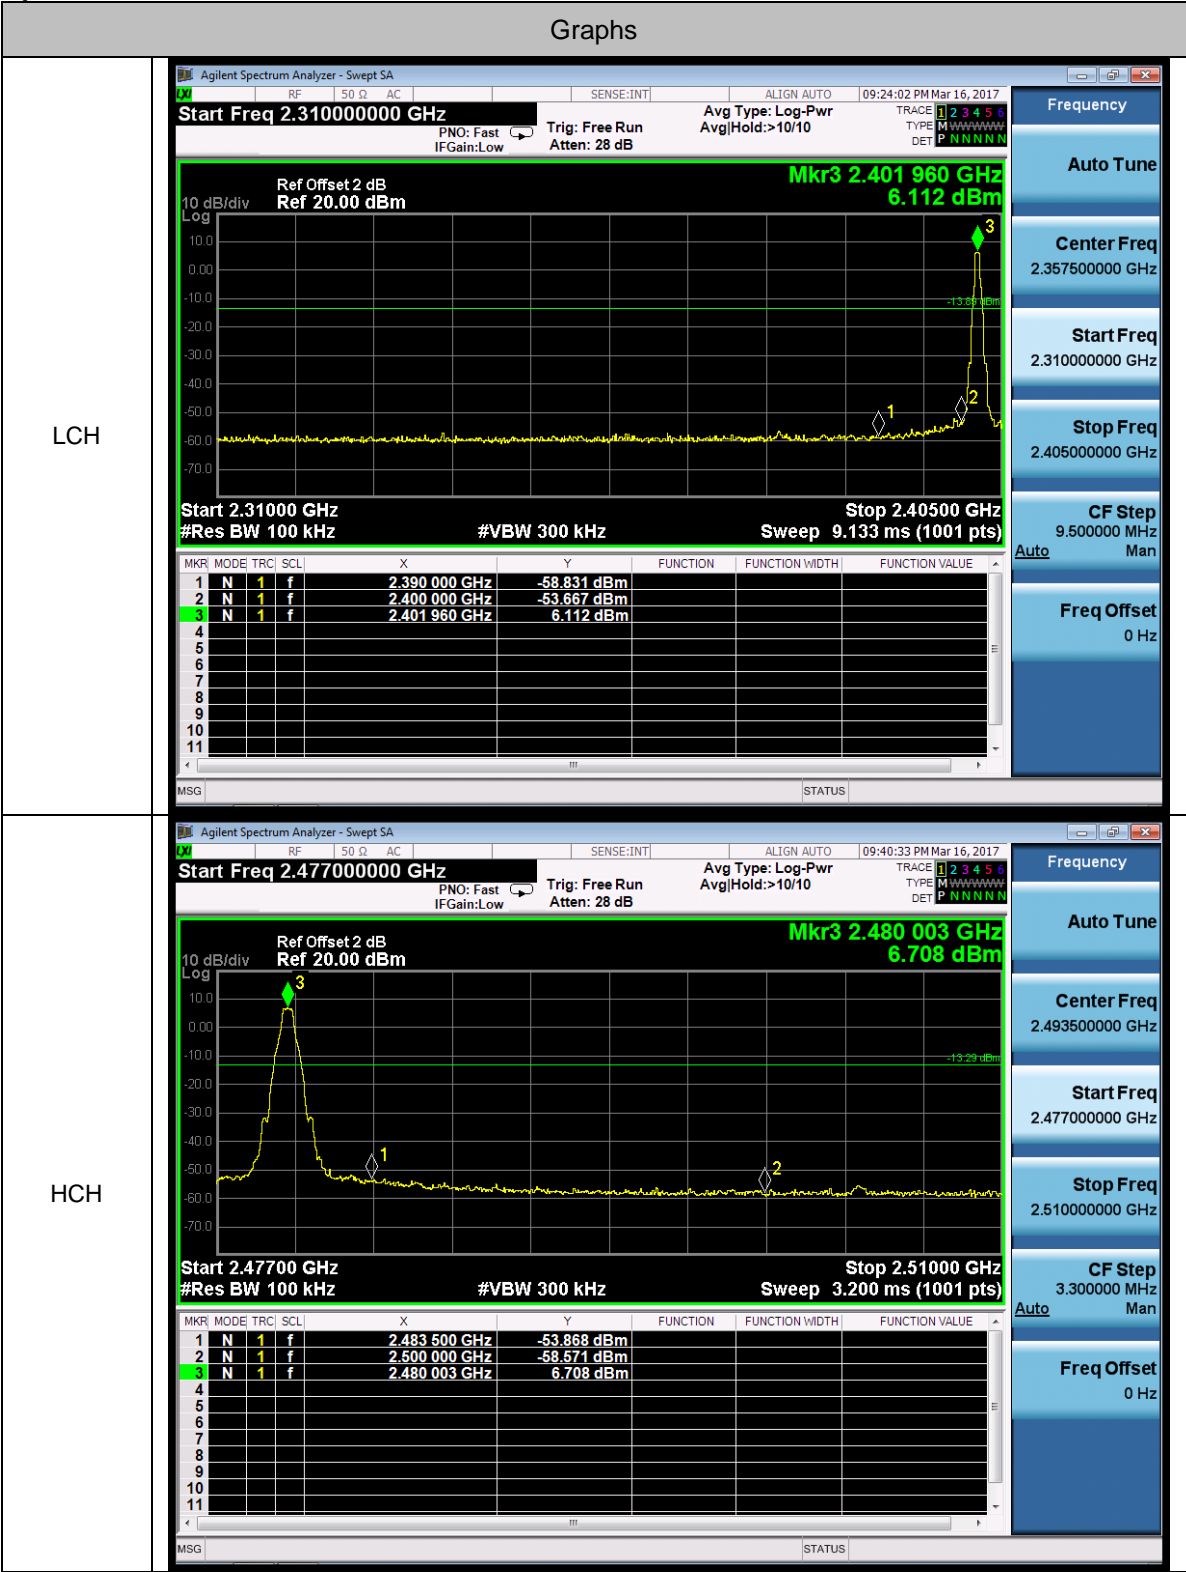 Graphs
LCH
Agilent Spectrum Analyzer - Swept SA
LXI RF 50 Ω AC SENSE:INT ALIGN AUTO 09:24:02 PM Mar 16, 2017
Start Freq 2.310000000 GHz
PNO: Fast
IFGain:Low
Trig: Free Run
Atten: 28 dB
Avg Type: Log-Pwr
Avg|Hold:>10/10
TRACE 1 2 3 4 5 6
TYPE M WWWWW
DET P N N N N N
Mkr3 2.401 960 GHz
6.112 dBm
Ref Offset 2 dB
10 dB/div Ref 20.00 dBm
Log
10.0
0.00
-10.0
-20.0
-30.0
-40.0
-50.0
-60.0
-70.0
-13.89 dBm
3
1
2
Start 2.31000 GHz Stop 2.40500 GHz
#Res BW 100 kHz #VBW 300 kHz Sweep 9.133 ms (1001 pts)
MKR MODE TRC SCL X Y FUNCTION FUNCTION WIDTH FUNCTION VALUE
1 N 1 f 2.390 000 GHz -58.831 dBm
2 N 1 f 2.400 000 GHz -53.667 dBm
3 N 1 f 2.401 960 GHz 6.112 dBm
4
5
6
7
8
9
10
11
MSG STATUS
Frequency
Auto Tune
Center Freq
2.357500000 GHz
Start Freq
2.310000000 GHz
Stop Freq
2.405000000 GHz
CF Step
9.500000 MHz
Auto Man
Freq Offset
0 Hz
HCH
Agilent Spectrum Analyzer - Swept SA
LXI RF 50 Ω AC SENSE:INT ALIGN AUTO 09:40:33 PM Mar 16, 2017
Start Freq 2.477000000 GHz
PNO: Fast
IFGain:Low
Trig: Free Run
Atten: 28 dB
Avg Type: Log-Pwr
Avg|Hold:>10/10
TRACE 1 2 3 4 5 6
TYPE M WWWWW
DET P N N N N N
Mkr3 2.480 003 GHz
6.708 dBm
Ref Offset 2 dB
10 dB/div Ref 20.00 dBm
Log
10.0
0.00
-10.0
-20.0
-30.0
-40.0
-50.0
-60.0
-70.0
-13.29 dBm
3
1
2
Start 2.47700 GHz Stop 2.51000 GHz
#Res BW 100 kHz #VBW 300 kHz Sweep 3.200 ms (1001 pts)
MKR MODE TRC SCL X Y FUNCTION FUNCTION WIDTH FUNCTION VALUE
1 N 1 f 2.483 500 GHz -53.868 dBm
2 N 1 f 2.500 000 GHz -58.571 dBm
3 N 1 f 2.480 003 GHz 6.708 dBm
4
5
6
7
8
9
10
11
MSG STATUS
Frequency
Auto Tune
Center Freq
2.493500000 GHz
Start Freq
2.477000000 GHz
Stop Freq
2.510000000 GHz
CF Step
3.300000 MHz
Auto Man
Freq Offset
0 Hz